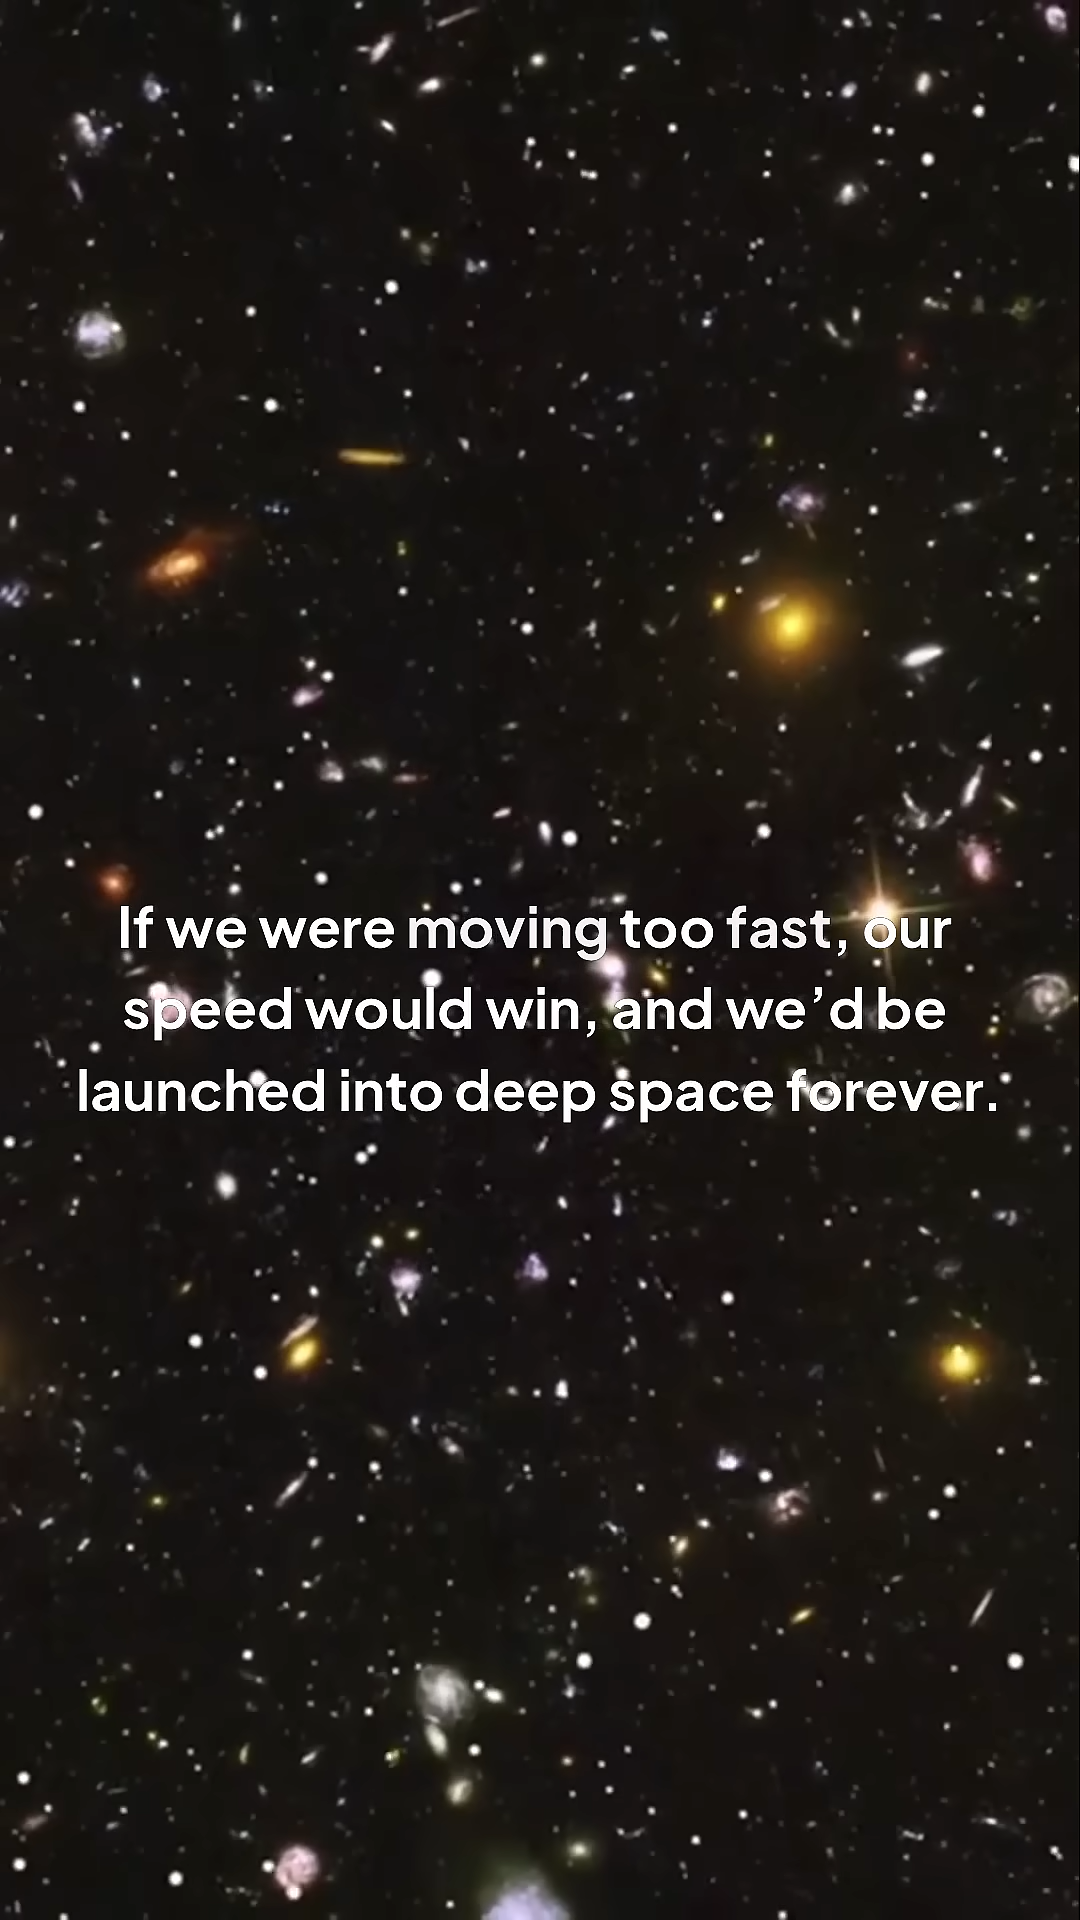 If we were moving too fast, our
speed would win, and we’d be
launched into deep space forever.